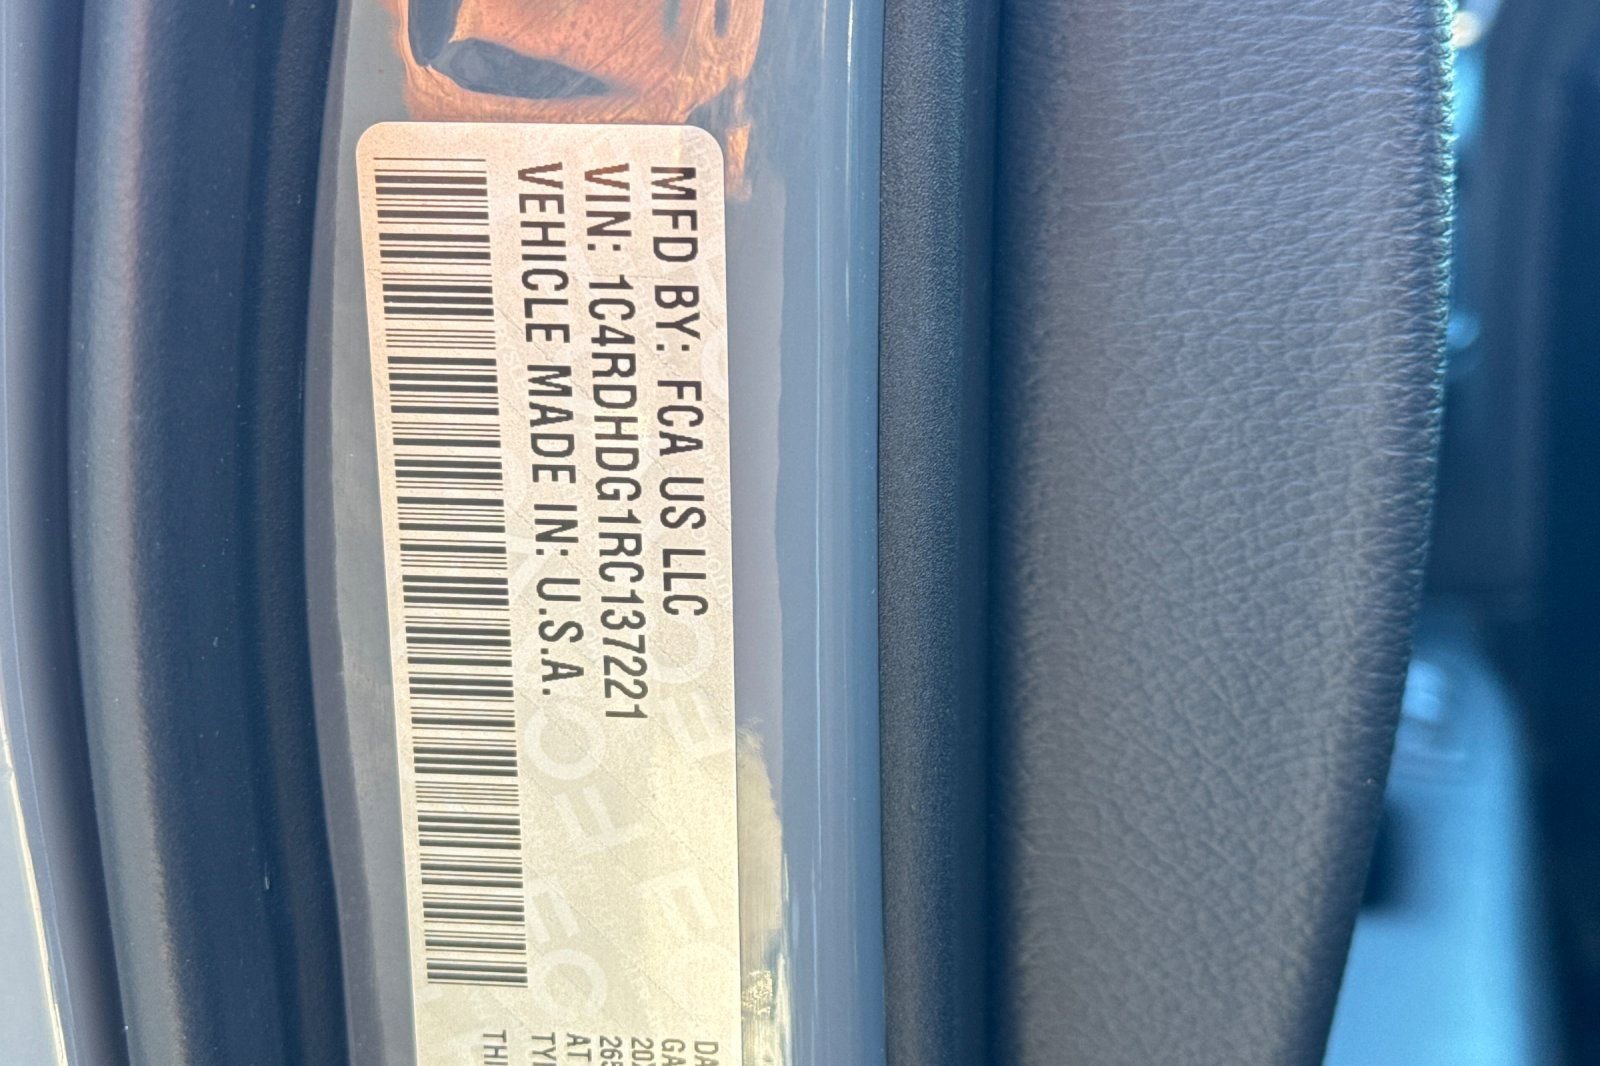 MFD BY: FCA US LLC
VIN: 1C4RDHDG1RC137221
VEHICLE MADE IN: U.S.A.